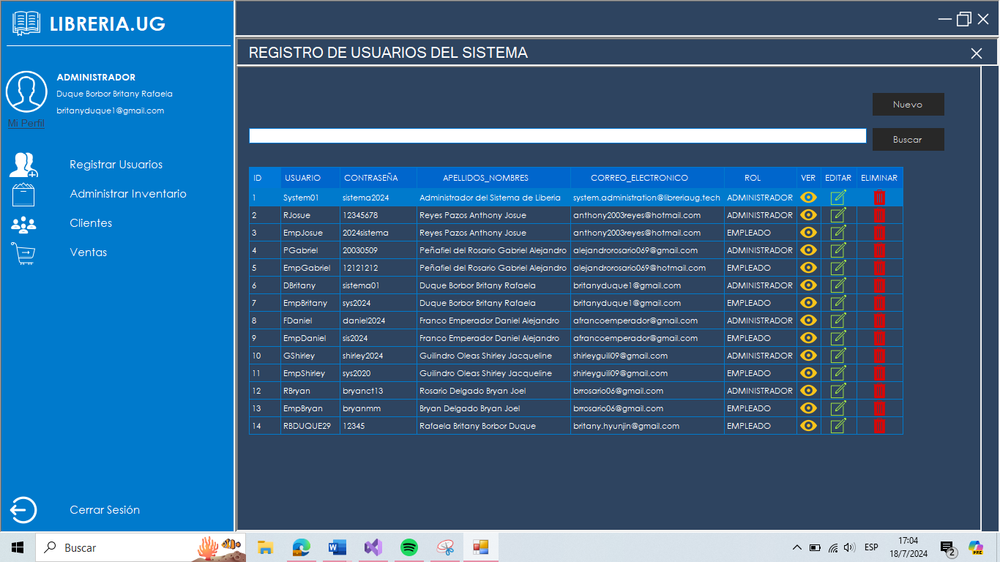 LIBRERIA.UG
REGISTRO DE USUARIOS DEL SISTEMA
ADMINISTRADOR
Duque Borbor Britany Rafaela
britanyduque1@gmail.com
Mi Perfil
Registrar Usuarios
Administrar Inventario
Clientes
Ventas
Cerrar Sesión
Nuevo
Buscar
ID USUARIO CONTRASEÑA APELLIDOS_NOMBRES CORREO_ELECTRONICO ROL VER EDITAR ELIMINAR
1 System01 sistema2024 Administrador del Sistema de Liberia system.administration@libreriaug.tech ADMINISTRADOR
2 RJosue 12345678 Reyes Pazos Anthony Josue anthony2003reyes@hotmail.com ADMINISTRADOR
3 EmpJosue 2024sistema Reyes Pazos Anthony Josue anthony2003reyes@hotmail.com EMPLEADO
4 PGabriel 20030509 Peñafiel del Rosario Gabriel Alejandro alejandrorosario069@gmail.com ADMINISTRADOR
5 EmpGabriel 12121212 Peñafiel del Rosario Gabriel Alejandro alejandrorosario069@hotmail.com EMPLEADO
6 DBritany sistema01 Duque Borbor Britany Rafaela britanyduque1@gmail.com ADMINISTRADOR
7 EmpBritany sys2024 Duque Borbor Britany Rafaela britanyduque1@gmail.com EMPLEADO
8 FDaniel daniel2024 Franco Emperador Daniel Alejandro afrancoemperador@gmail.com ADMINISTRADOR
9 EmpDaniel sis2024 Franco Emperador Daniel Alejandro afrancoemperador@gmail.com EMPLEADO
10 GShirley shirley2024 Guilindro Oleas Shirley Jacqueline shirleyguili09@gmail.com ADMINISTRADOR
11 EmpShirley sys2020 Guilindro Oleas Shirley Jacqueline shirleyguili09@gmail.com EMPLEADO
12 RBryan bryanct13 Rosario Delgado Bryan Joel brrosario06@gmail.com ADMINISTRADOR
13 EmpBryan bryanmm Bryan Delgado Bryan Joel brrosario06@gmail.com EMPLEADO
14 RBDUQUE29 12345 Rafaela Britany Borbor Duque britany.hyunjin@gmail.com EMPLEADO
Buscar
W
ESP
17:04
18/7/2024
2
PRE